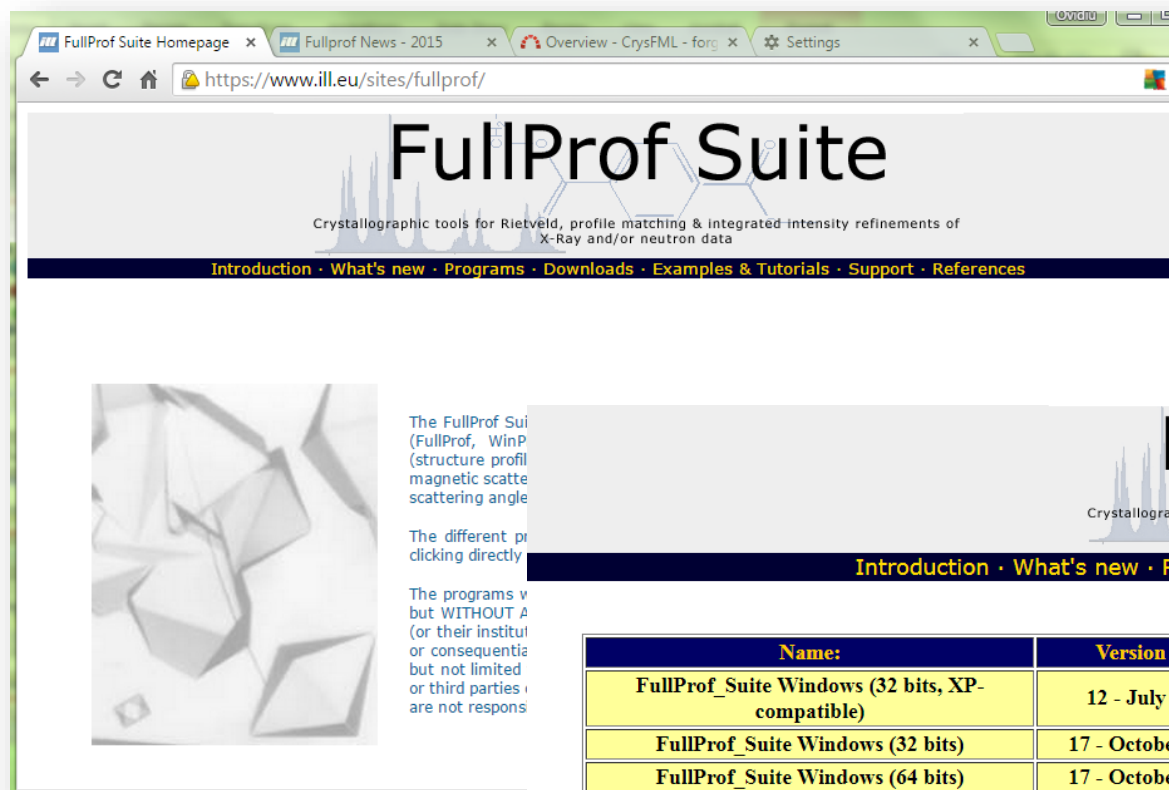 Ovidiu
FullProf Suite Homepage
Fullprof News - 2015
Overview - CrysFML - forg
Settings
https://www.ill.eu/sites/fullprof/
FullProf Suite
CH
Crystallographic tools for Rietveld, profile matching & integrated intensity refinements of
X-Ray and/or neutron data
Introduction · What's new · Programs · Downloads · Examples & Tutorials · Support · References
The FullProf Sui
(FullProf, WinP
(structure profil
magnetic scatte
scattering angle
The different pr
clicking directly
The programs w
but WITHOUT A
(or their institut
or consequentia
but not limited
or third parties
are not responsi
Crystallogra
Introduction · What's new ·
Name:
Version
FullProf_Suite Windows (32 bits, XP-
compatible)
12 - July
FullProf_Suite Windows (32 bits)
17 - Octobe
FullProf_Suite Windows (64 bits)
17 - Octobe